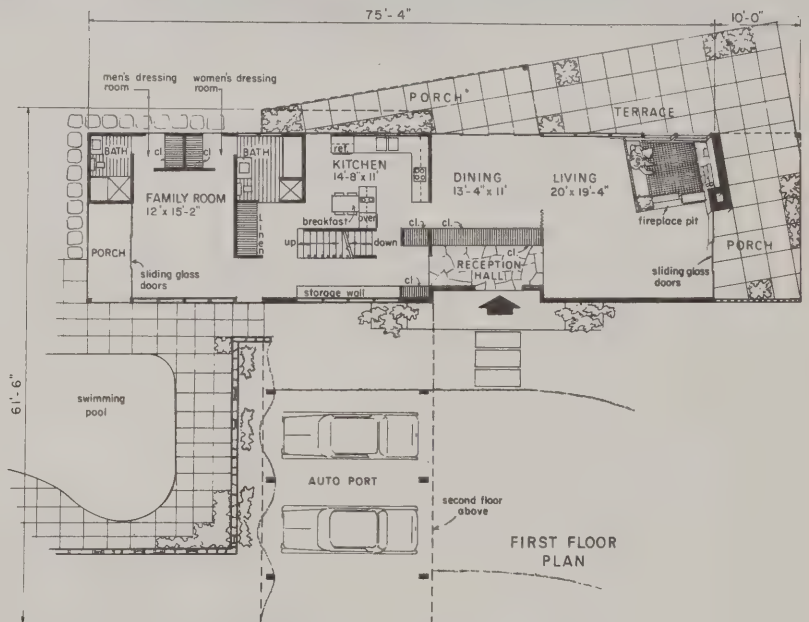 75'-4"
10'-0"
men's dressing
room
women's dressing
room
PORCH
TERRACE
BATH
cl
cl
BATH
ref.
KITCHEN
14'-8" x 11'
DINING
13'-4" x 11'
LIVING
20' x 19'-4"
FAMILY ROOM
12' x 15'-2"
Linen
breakfast
oven
fireplace pit
up
down
cl.
cl.
cl.
PORCH
sliding glass
doors
RECEPTION
HALL
sliding glass
doors
PORCH
cl.
storage wall
61'-6"
swimming
pool
AUTO PORT
second floor
above
FIRST FLOOR
PLAN